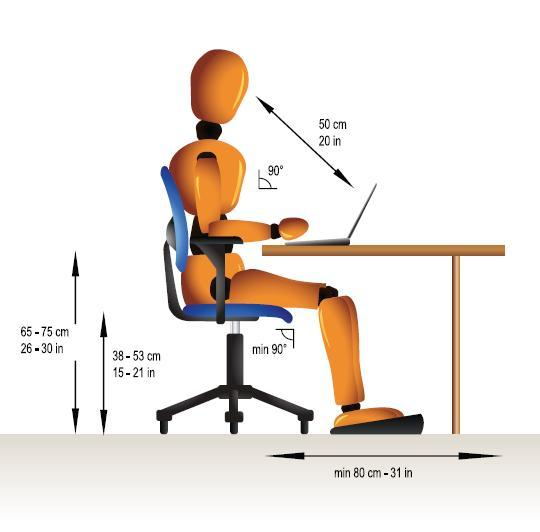 50 cm
20 in
90°
65 - 75 cm
26 - 30 in
38 - 53 cm
15 - 21 in
min 90°
min 80 cm - 31 in